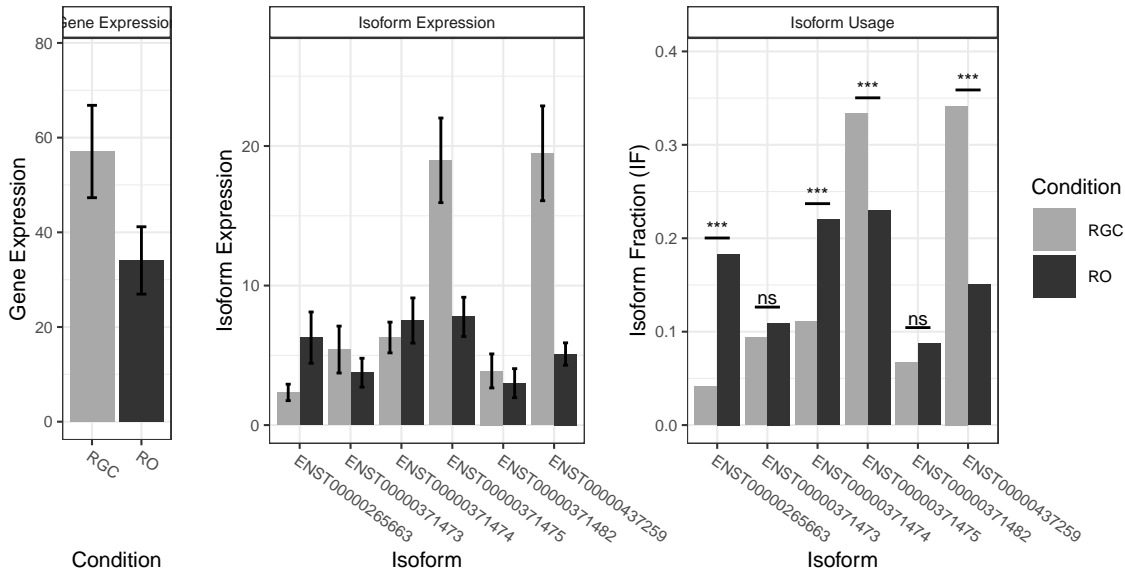 Gene Expression
Gene Expression
80
60
40
20
0
RGC
RO
Condition
Isoform Expression
Isoform Expression
20
10
0
ENST00000265663
ENST00000371473
ENST00000371474
ENST00000371475
ENST00000371482
ENST00000437259
Isoform
Isoform Usage
Isoform Fraction (IF)
0.4
0.3
0.2
0.1
0.0
***
ns
***
***
ns
***
ENST00000265663
ENST00000371473
ENST00000371474
ENST00000371475
ENST00000371482
ENST00000437259
Isoform
Condition
RGC
RO